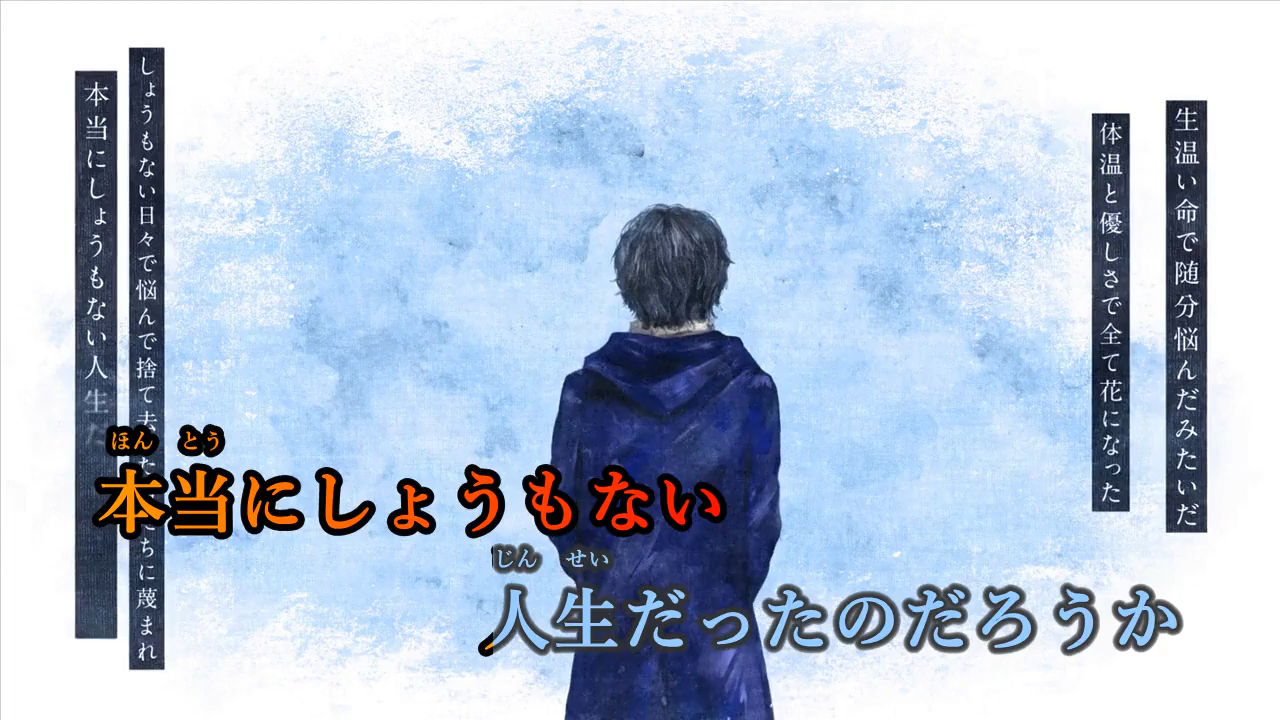 生温い命で随分悩んだみたいだ
体温と優しさで全て花になった
しょうもない日々で悩んで捨て去
ちに蔑まれ
本当にしょうもない人生
ほん とう
本当にしょうもない
じん せい
人生だったのだろうか